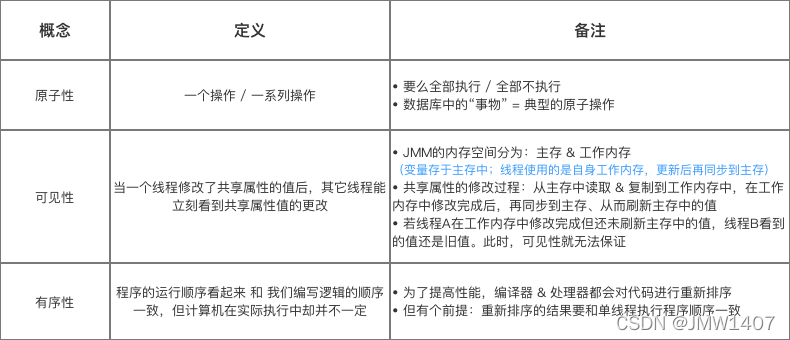 概念
定义
备注
原子性
一个操作 / 一系列操作
• 要么全部执行 / 全部不执行
• 数据库中的“事物” = 典型的原子操作
可见性
当一个线程修改了共享属性的值后，其它线程能
立刻看到共享属性值的更改
• JMM的内存空间分为：主存 & 工作内存
（变量存于主存中；线程使用的是自身工作内存，更新后再同步到主存）
• 共享属性的修改过程：从主存中读取 & 复制到工作内存中，在工作
内存中修改完成后，再同步到主存、从而刷新主存中的值
• 若线程A在工作内存中修改完成但还未刷新主存中的值，线程B看到
的值还是旧值。此时，可见性就无法保证
有序性
程序的运行顺序看起来 和 我们编写逻辑的顺序
一致，但计算机在实际执行中却并不一定
• 为了提高性能，编译器 & 处理器都会对代码进行重新排序
• 但有个前提：重新排序的结果要和单线程执行程序顺序一致
CSDN @JMW1407